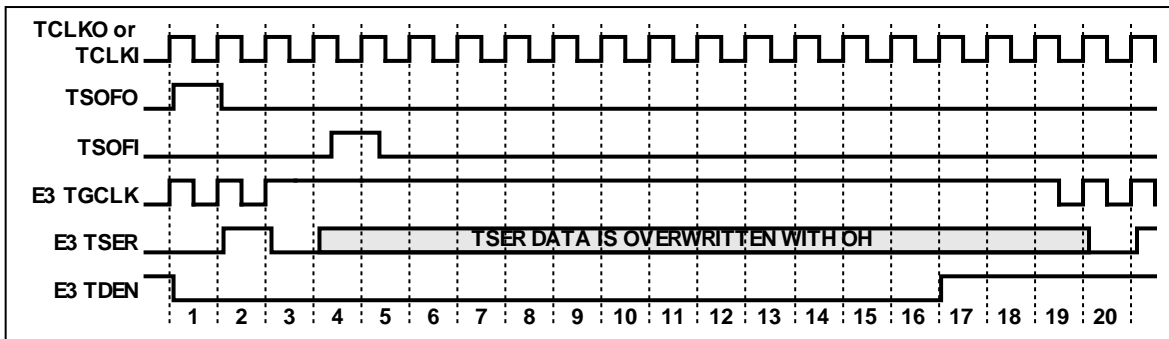 TCLKO or
TCLKI
TSOFO
TSOFI
E3 TGCLK
E3 TSER
TSER DATA IS OVERWRITTEN WITH OH
E3 TDEN
1 2 3 4 5 6 7 8 9 10 11 12 13 14 15 16 17 18 19 20